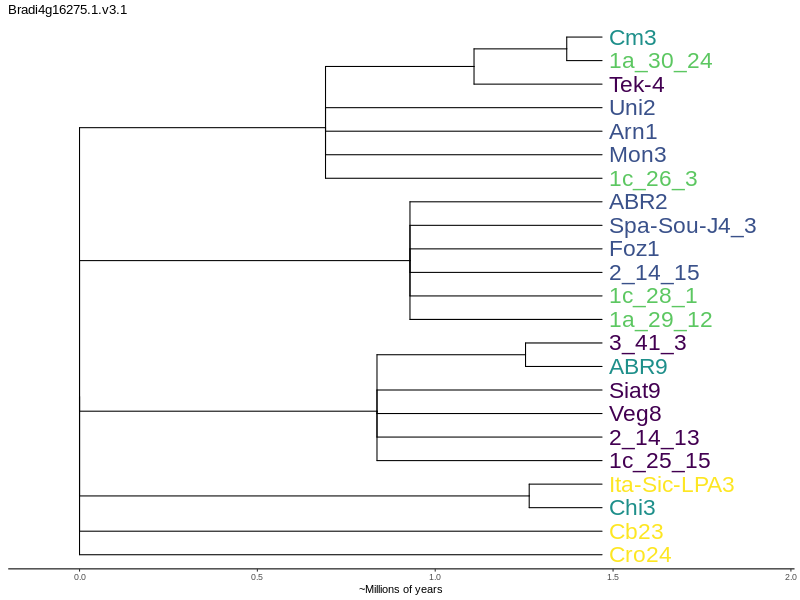 Bradi4g16275.1.v3.1
Cm3
1a_30_24
Tek-4
Uni2
Arn1
Mon3
1c_26_3
ABR2
Spa-Sou-J4_3
Foz1
2_14_15
1c_28_1
1a_29_12
3_41_3
ABR9
Siat9
Veg8
2_14_13
1c_25_15
Ita-Sic-LPA3
Chi3
Cb23
Cro24
0.0 0.5 1.0 1.5 2.0
~Millions of years